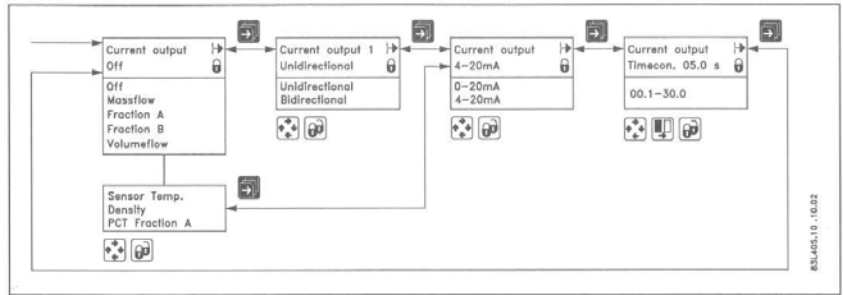 Current output
Off
Off
Massflow
Fraction A
Fraction B
Volumeflow
Sensor Temp.
Density
PCT Fraction A
Current output 1
Unidirectional
Unidirectional
Bidirectional
Current output
4-20mA
0-20mA
4-20mA
Current output
Timecon. 05.0 s
00.1-30.0
83L405.10 .10.02